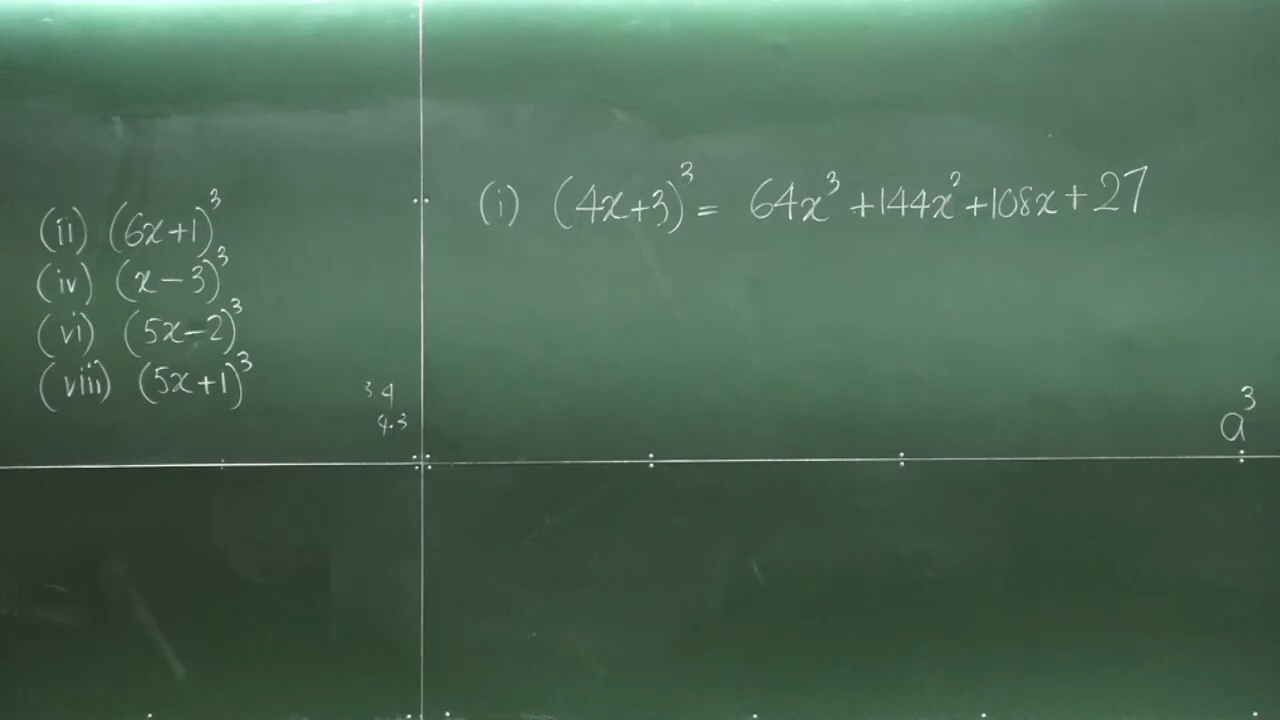 (ii) (6x+1)³
(iv) (x-3)³
(vi) (5x-2)³
(viii) (5x+1)³
3 4
4.3
(i) (4x+3)³ = 64x³ +144x² +108x + 27
a³